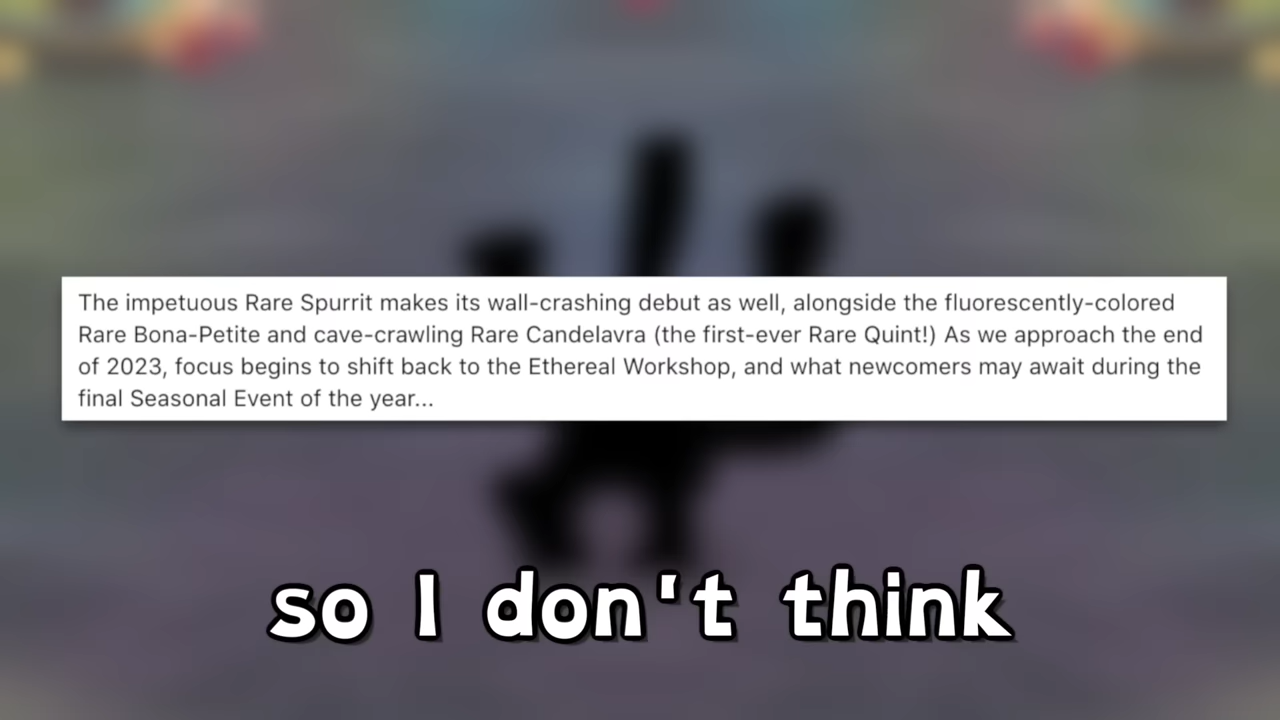 The impetuous Rare Spurrit makes its wall-crashing debut as well, alongside the fluorescently-colored
Rare Bona-Petite and cave-crawling Rare Candelavra (the first-ever Rare Quint!) As we approach the end
of 2023, focus begins to shift back to the Ethereal Workshop, and what newcomers may await during the
final Seasonal Event of the year...
so I don't think